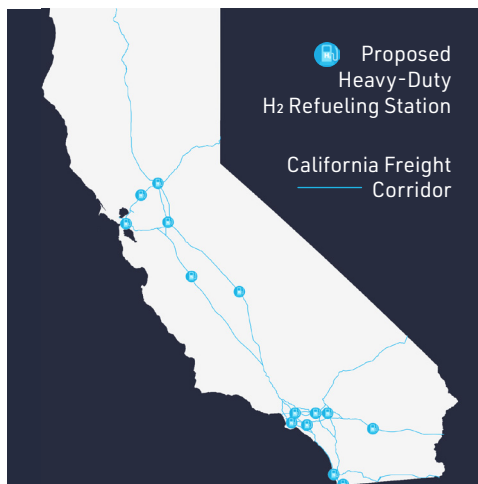 Proposed
Heavy-Duty
H₂ Refueling Station
California Freight
Corridor